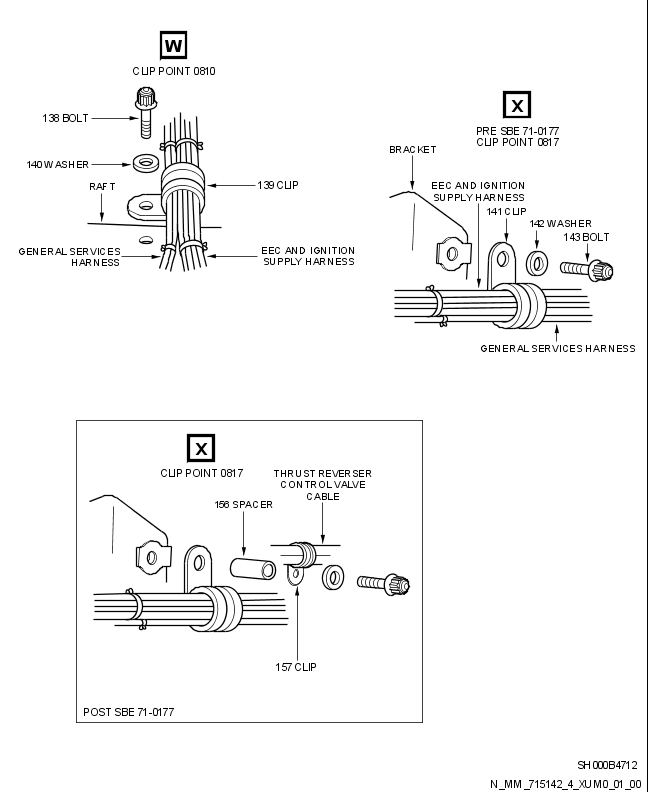 W
CLIP POINT 0810
138 BOLT
140 WASHER
139 CLIP
RAFT
GENERAL SERVICES
HARNESS
EEC AND IGNITION
SUPPLY HARNESS
X
PRE SBE 71-0177
CLIP POINT 0817
BRACKET
EEC AND IGNITION
SUPPLY HARNESS
141 CLIP
142 WASHER
143 BOLT
GENERAL SERVICES HARNESS
X
CLIP POINT 0817
THRUST REVERSER
CONTROL VALVE
CABLE
156 SPACER
157 CLIP
POST SBE 71-0177
SH000B4712
N_MM_715142_4_XUM0_01_00